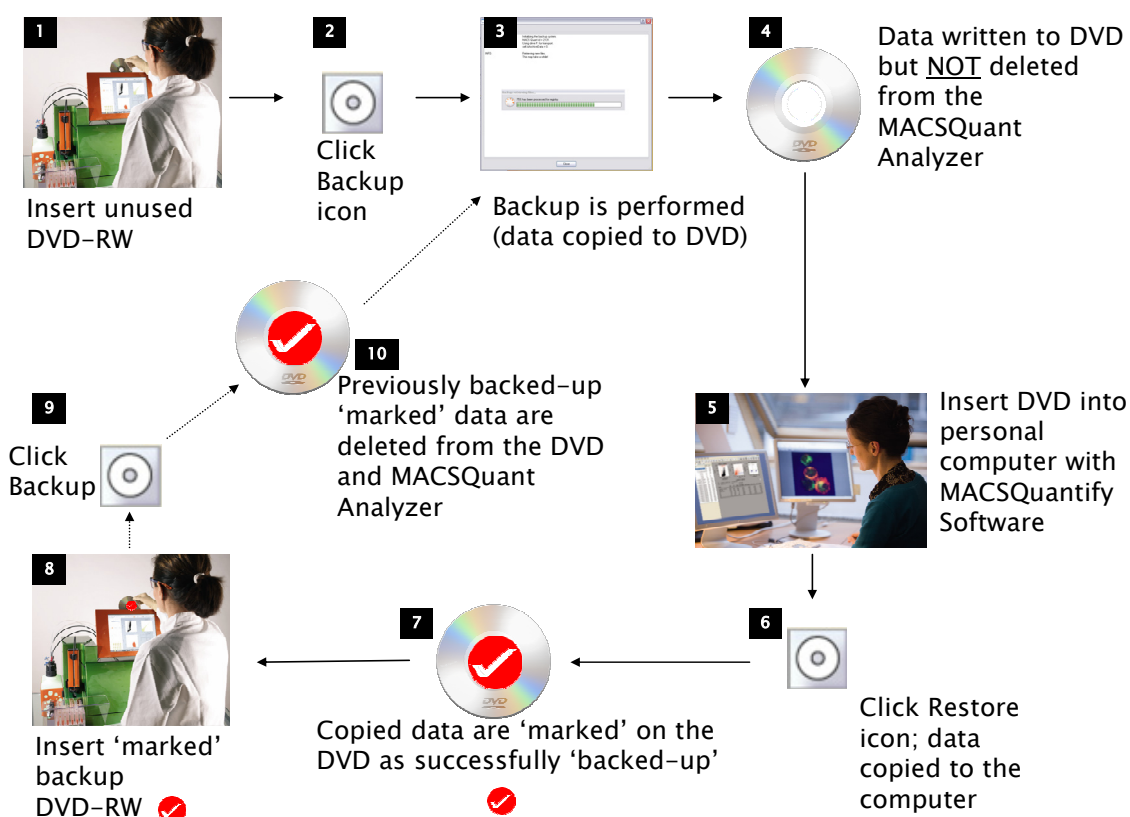 1
Insert unused
DVD-RW
2
Click
Backup
icon
3
Backup is performed
(data copied to DVD)
4
DVD
Data written to DVD
but NOT deleted
from the
MACSQuant
Analyzer
5
Insert DVD into
personal
computer with
MACSQuantify
Software
6
Click Restore
icon; data
copied to the
computer
7
DVD
Copied data are ‘marked’ on the
DVD as successfully ‘backed-up’
8
Insert ‘marked’
backup
DVD-RW
9
Click
Backup
DVD
10
Previously backed-up
‘marked’ data are
deleted from the DVD
and MACSQuant
Analyzer